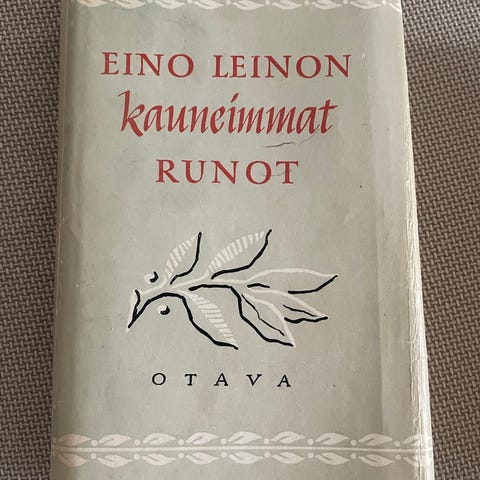 EINO LEINON
kauneimmat
RUNOT
OTAVA